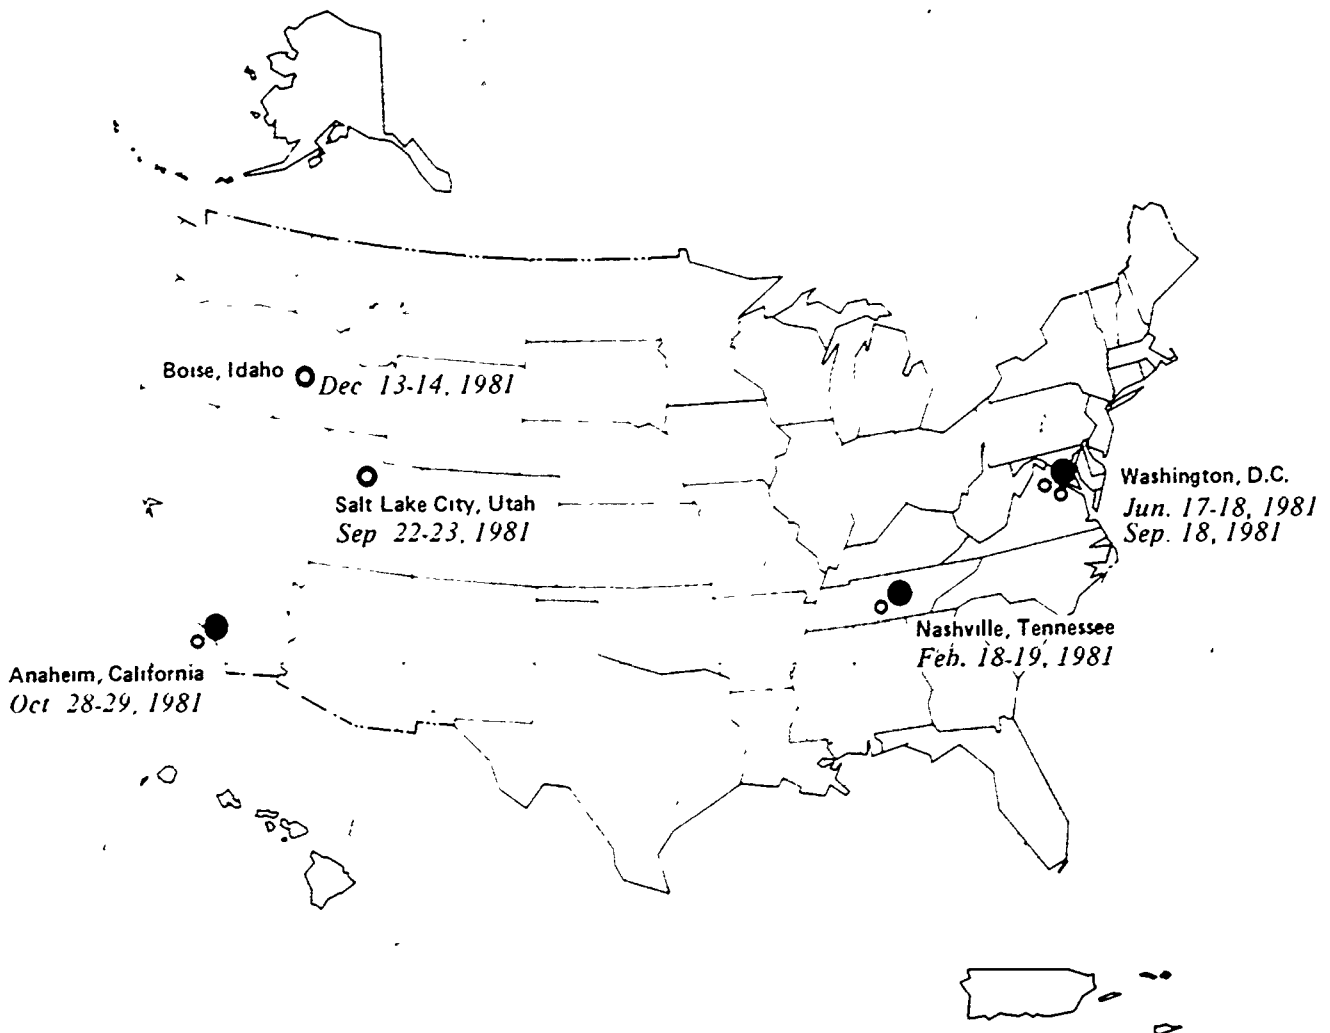 Boise, Idaho
Dec 13-14, 1981
Salt Lake City, Utah
Sep 22-23, 1981
Washington, D.C.
Jun. 17-18, 1981
Sep. 18, 1981
Nashville, Tennessee
Feb. 18-19, 1981
Anaheim, California
Oct 28-29, 1981